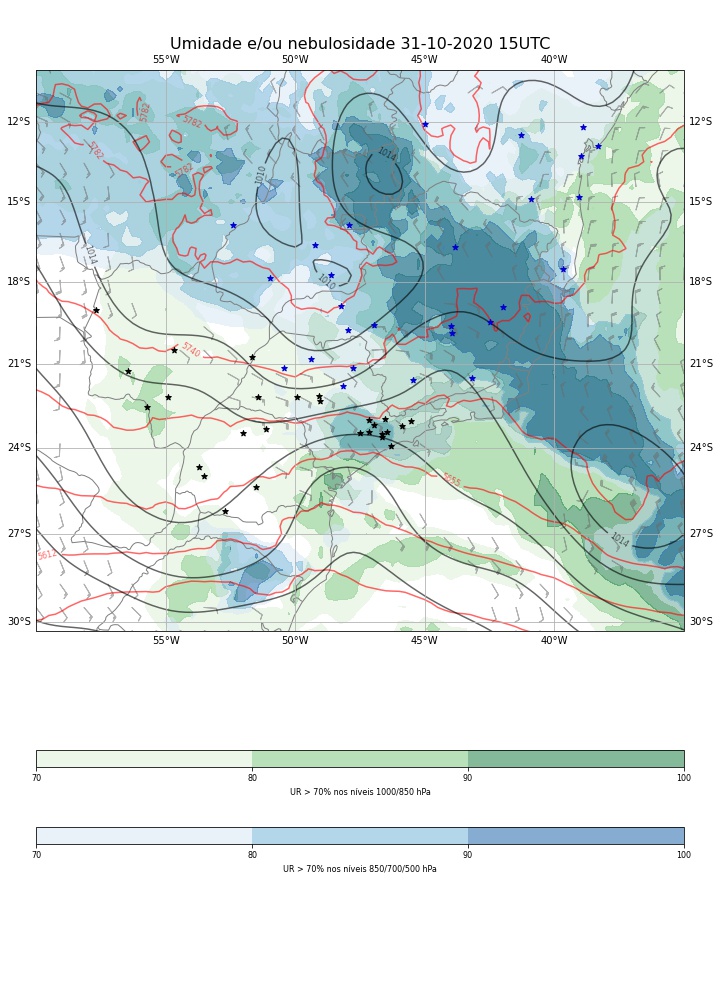 Umidade e/ou nebulosidade 31-10-2020 15UTC
55°W 50°W 45°W 40°W
5782
5782
12°S 12°S
5782
1014
5782
1010
15°S 15°S
1014
1010
18°S 18°S
5740
21°S 21°S
24°S 24°S
5655
27°S 27°S
1014
5612
30°S 30°S
55°W 50°W 45°W 40°W
70 80 90 100
UR > 70% nos níveis 1000/850 hPa
70 80 90 100
UR > 70% nos níveis 850/700/500 hPa